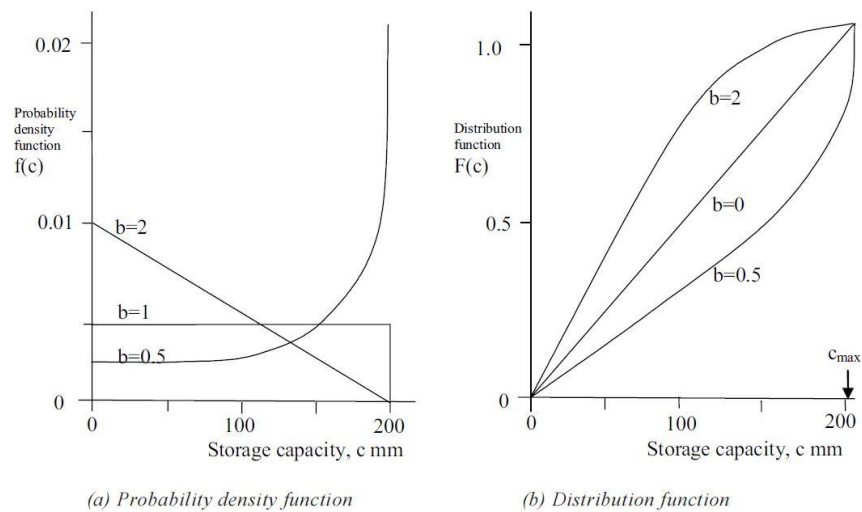 0.02
Probability
density
function
f(c)
0.01
b=2
b=1
b=0.5
0
0
100
200
Storage capacity, c mm
(a) Probability density function
1.0
Distribution
function
F(c)
0.5
b=2
b=0
b=0.5
cmax
0
0
100
200
Storage capacity, c mm
(b) Distribution function